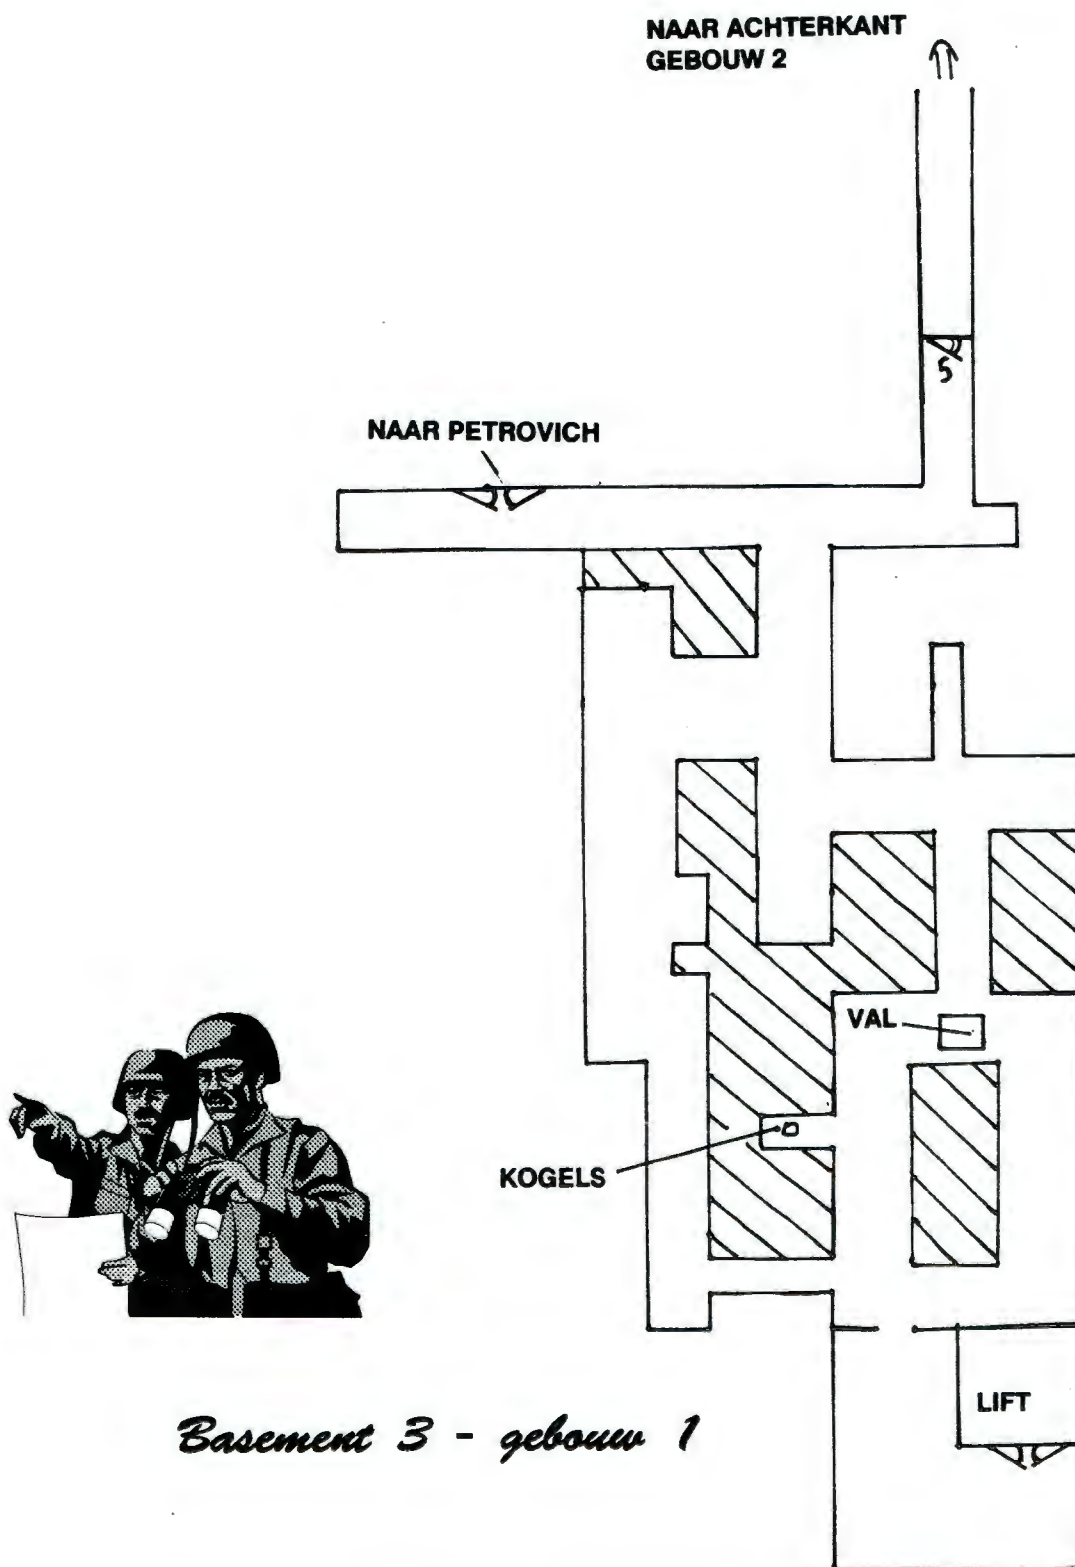 NAAR ACHTERKANT
GEBOUW 2
5
NAAR PETROVICH
VAL
KOGELS
LIFT
Basement 3 - gebouw 1